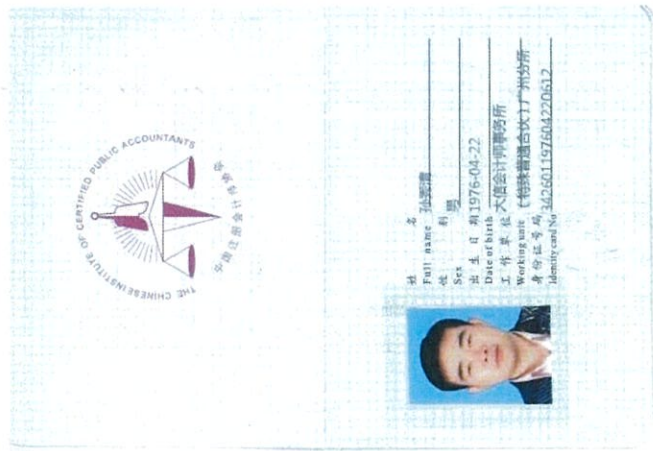 THE CHINESE INSTITUTE OF CERTIFIED PUBLIC ACCOUNTANTS
中国注册会计师协会
姓 名
Full name
性 别 男
Sex
出 生 日 期 1976-04-22
Date of birth
工 作 单 位 大信会计师事务所
Working unit (特殊普通合伙)广州分所
身份证号码 342601197604220612
Identity card No